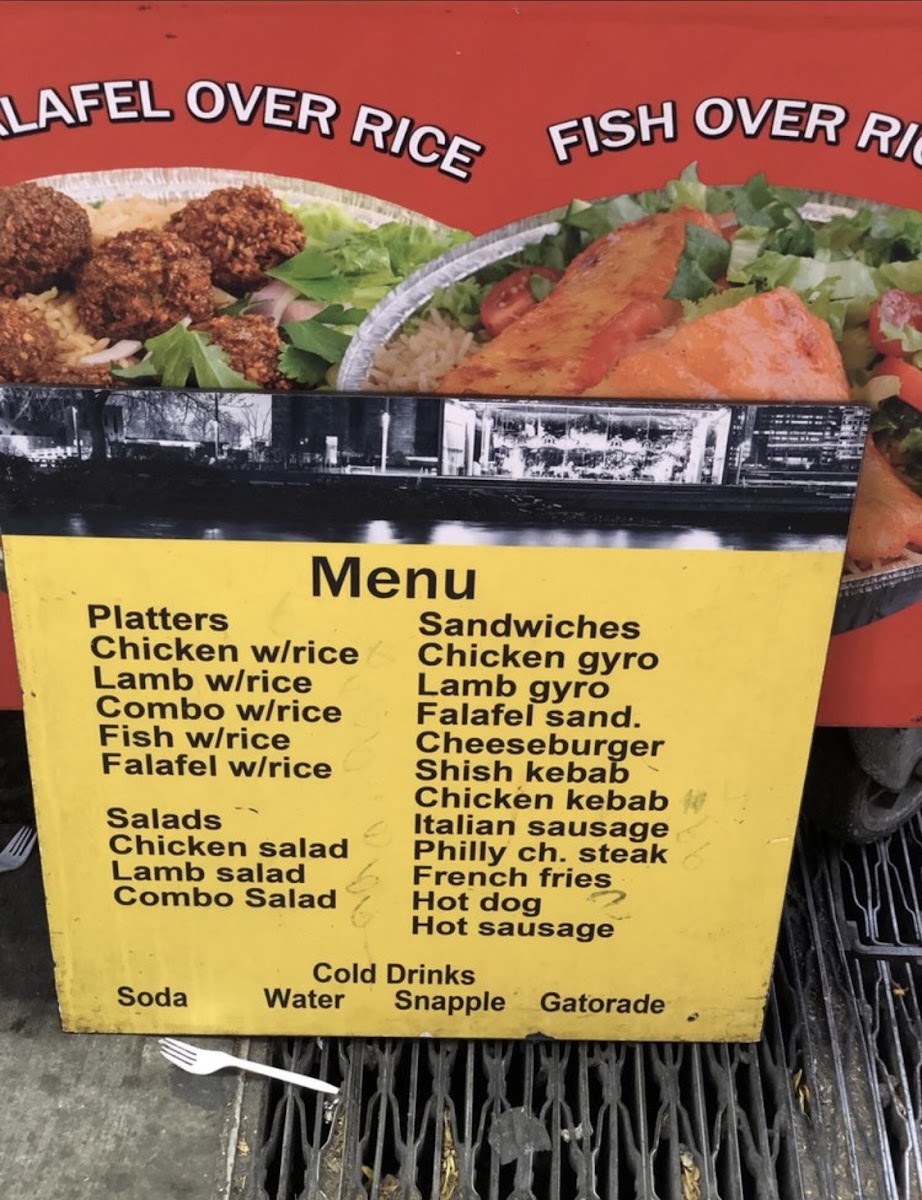 LAFEL OVER RICE
FISH OVER RIC
Menu
Platters
Chicken w/rice
Lamb w/rice
Combo w/rice
Fish w/rice
Falafel w/rice
Salads
Chicken salad
Lamb salad
Combo Salad
Sandwiches
Chicken gyro
Lamb gyro
Falafel sand.
Cheeseburger
Shish kebab
Chicken kebab
Italian sausage
Philly ch. steak
French fries
Hot dog
Hot sausage
Cold Drinks
Soda Water Snapple Gatorade